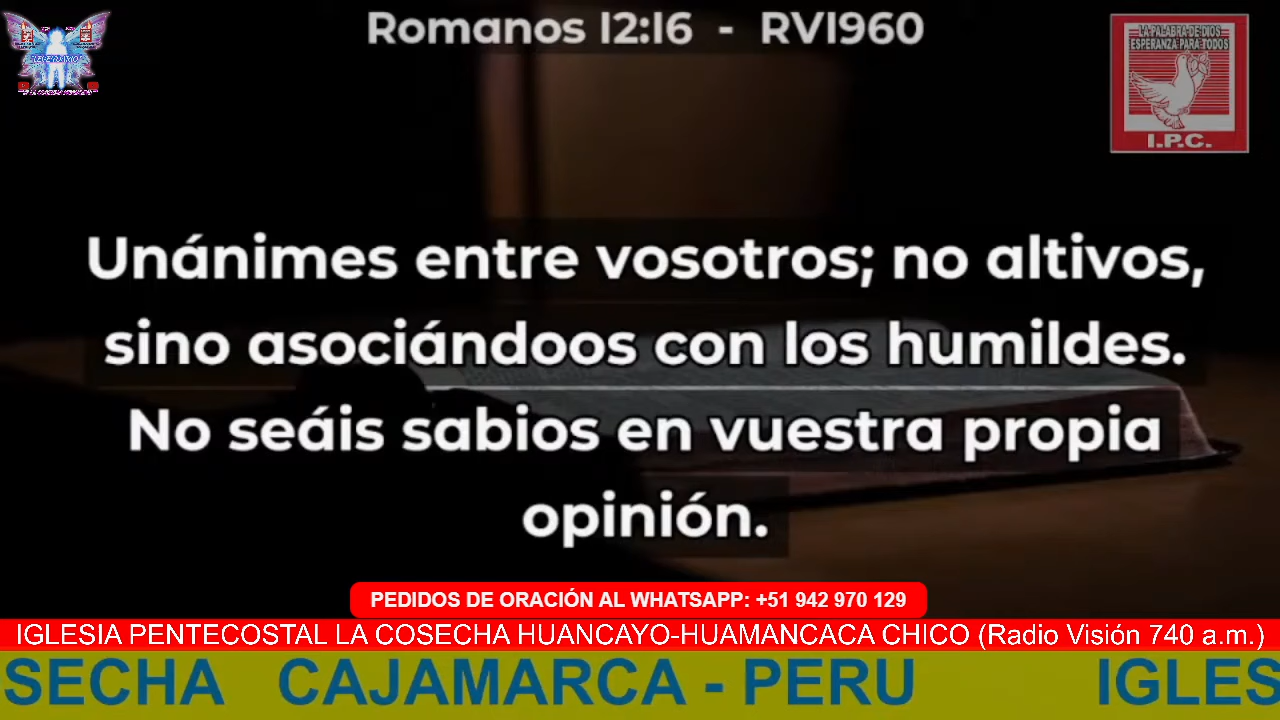 Romanos 12:16 - RV1960
LA PALABRA DE DIOS
ESPERANZA PARA TODOS
I.P.C.
Unánimes entre vosotros; no altivos,
sino asociándoos con los humildes.
No seáis sabios en vuestra propia
opinión.
PEDIDOS DE ORACIÓN AL WHATSAPP: +51 942 970 129
IGLESIA PENTECOSTAL LA COSECHA HUANCAYO-HUAMANCACA CHICO (Radio Visión 740 a.m.)
SECHA CAJAMARCA - PERU IGLES